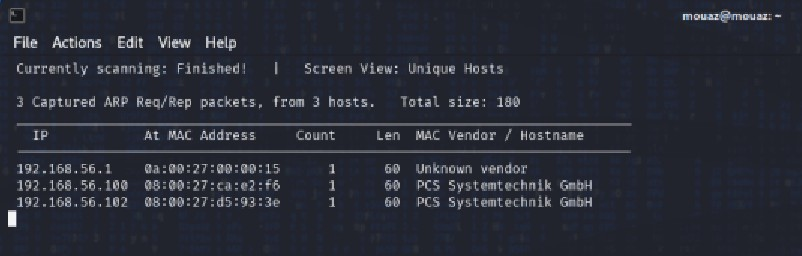 mouaz@mouaz: ~
File Actions Edit View Help
Currently scanning: Finished! | Screen View: Unique Hosts
3 Captured ARP Req/Rep packets, from 3 hosts. Total size: 180
IP At MAC Address Count Len MAC Vendor / Hostname
192.168.56.1 0a:00:27:00:00:15 1 60 Unknown vendor
192.168.56.100 08:00:27:ca:e2:f6 1 60 PCS Systemtechnik GmbH
192.168.56.102 08:00:27:d5:93:3e 1 60 PCS Systemtechnik GmbH